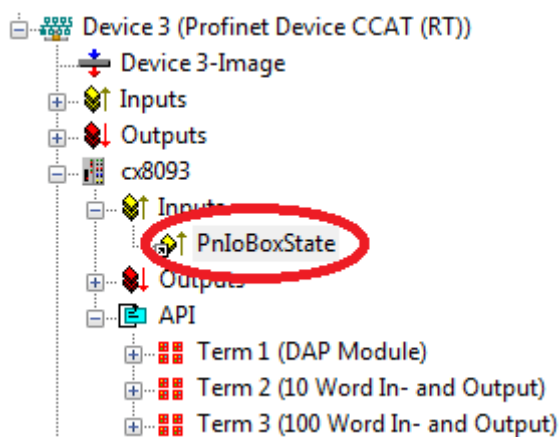 Device 3 (Profinet Device CCAT (RT))
Device 3-Image
Inputs
Outputs
cx8093
Inputs
PnIoBoxState
Outputs
API
Term 1 (DAP Module)
Term 2 (10 Word In- and Output)
Term 3 (100 Word In- and Output)